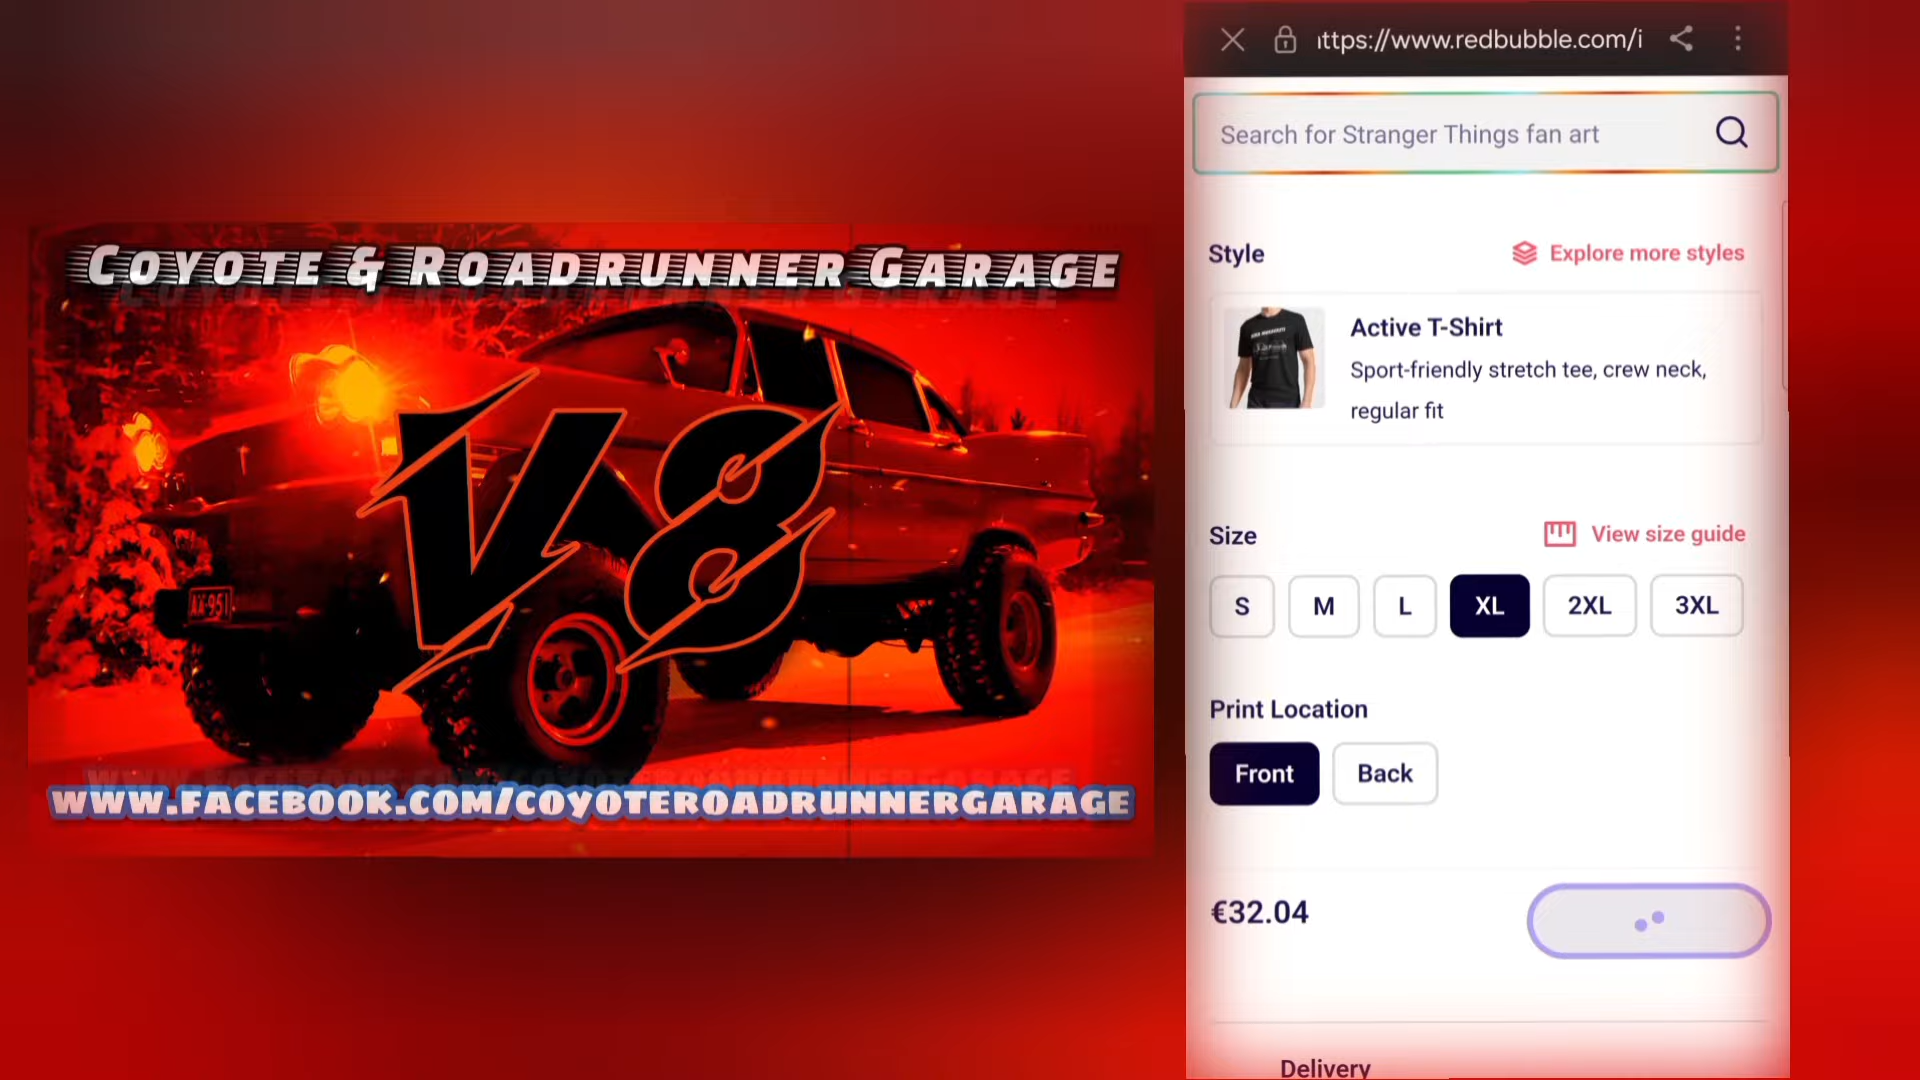 COYOTE & ROADRUNNER GARAGE
V8
AX-951
WWW.FACEBOOK.COM/COYOTEROADRUNNERGARAGE
ttps://www.redbubble.com/i
Search for Stranger Things fan art
Style
Explore more styles
Active T-Shirt
Sport-friendly stretch tee, crew neck,
regular fit
Size
View size guide
S M L XL 2XL 3XL
Print Location
Front Back
€32.04
Delivery